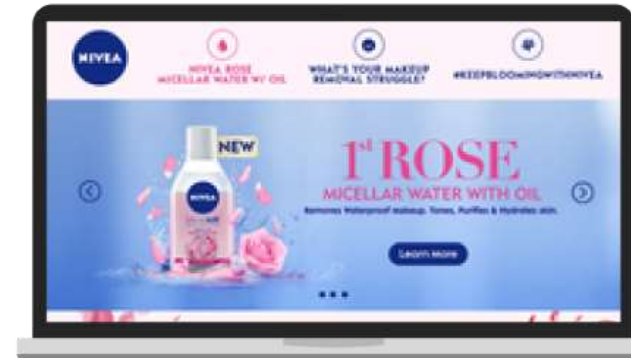 NIVEA
NIVEA ROSE
MICELLAR WATER W/ OIL
WHAT'S YOUR MAKEUP
REMOVAL STRUGGLE?
#KEEPBLOOMINGWITHNIVEA
NEW
NIVEA
1st ROSE
MICELLAR WATER WITH OIL
Removes Waterproof makeup. Tones, Purifies & Hydrates skin.
Learn More